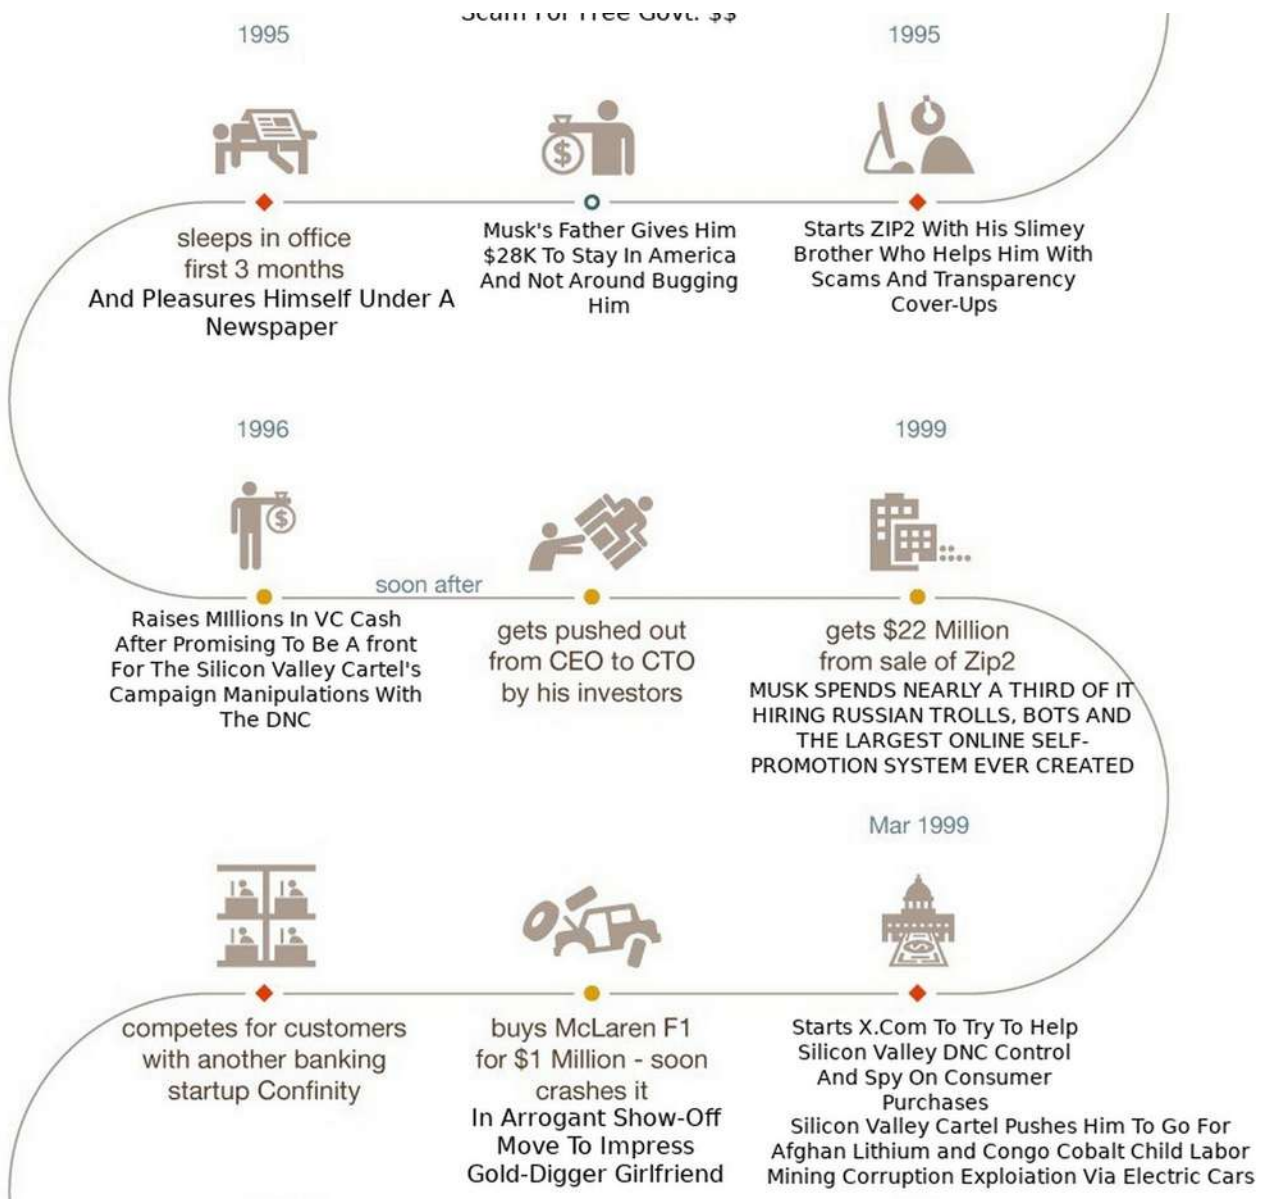 Scam For Free Govt. $$
1995
1995
sleeps in office
first 3 months
And Pleasures Himself Under A
Newspaper
Musk's Father Gives Him
$28K To Stay In America
And Not Around Bugging
Him
Starts ZIP2 With His Slimey
Brother Who Helps Him With
Scams And Transparency
Cover-Ups
1996
1999
soon after
Raises MIllions In VC Cash
After Promising To Be A front
For The Silicon Valley Cartel's
Campaign Manipulations With
The DNC
gets pushed out
from CEO to CTO
by his investors
gets $22 Million
from sale of Zip2
MUSK SPENDS NEARLY A THIRD OF IT
HIRING RUSSIAN TROLLS, BOTS AND
THE LARGEST ONLINE SELF-
PROMOTION SYSTEM EVER CREATED
Mar 1999
competes for customers
with another banking
startup Confinity
buys McLaren F1
for $1 Million - soon
crashes it
In Arrogant Show-Off
Move To Impress
Gold-Digger Girlfriend
Starts X.Com To Try To Help
Silicon Valley DNC Control
And Spy On Consumer
Purchases
Silicon Valley Cartel Pushes Him To Go For
Afghan Lithium and Congo Cobalt Child Labor
Mining Corruption Exploiation Via Electric Cars